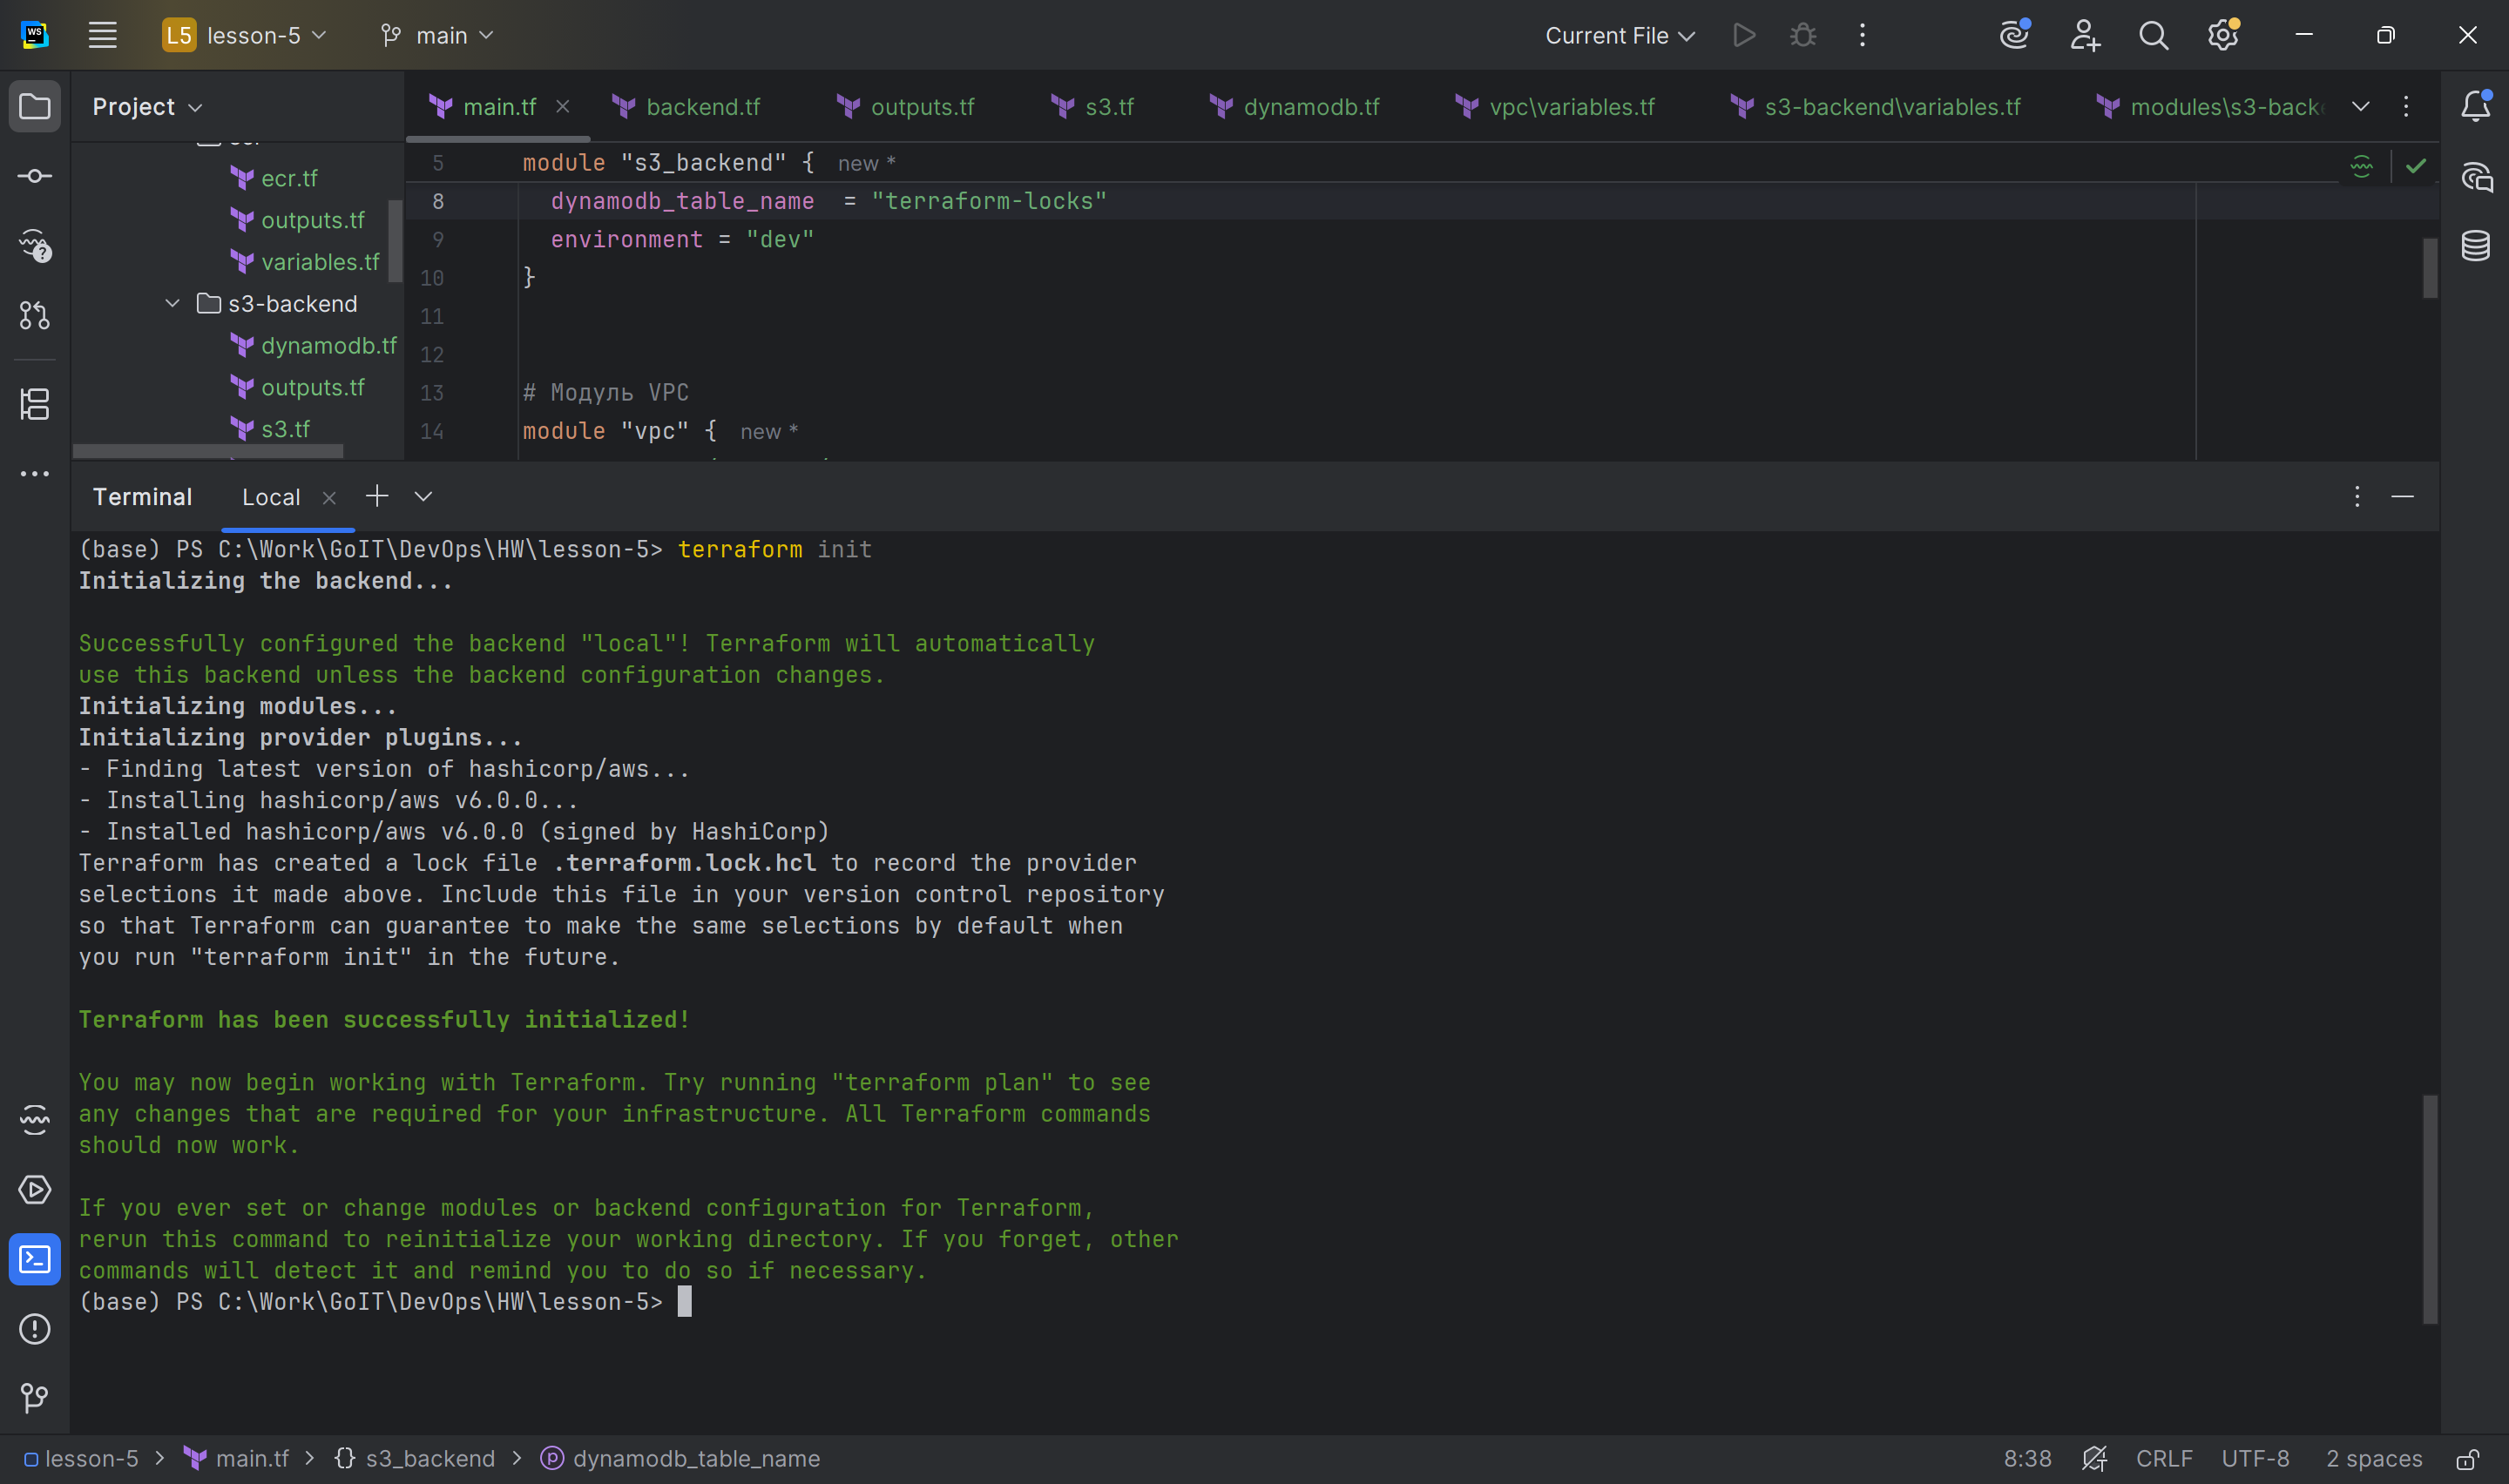 WS
L5 lesson-5
main
Current File
Project
main.tf
backend.tf
outputs.tf
s3.tf
dynamodb.tf
vpc\variables.tf
s3-backend\variables.tf
modules\s3-back
ecr.tf
outputs.tf
variables.tf
s3-backend
dynamodb.tf
outputs.tf
s3.tf
5 module "s3_backend" { new *
8 dynamodb_table_name  = "terraform-locks"
9 environment = "dev"
10 }
11
12
13 # Модуль VPC
14 module "vpc" { new *
Terminal Local
(base) PS C:\Work\GoIT\DevOps\HW\lesson-5> terraform init
Initializing the backend...
Successfully configured the backend "local"! Terraform will automatically
use this backend unless the backend configuration changes.
Initializing modules...
Initializing provider plugins...
- Finding latest version of hashicorp/aws...
- Installing hashicorp/aws v6.0.0...
- Installed hashicorp/aws v6.0.0 (signed by HashiCorp)
Terraform has created a lock file .terraform.lock.hcl to record the provider
selections it made above. Include this file in your version control repository
so that Terraform can guarantee to make the same selections by default when
you run "terraform init" in the future.
Terraform has been successfully initialized!
You may now begin working with Terraform. Try running "terraform plan" to see
any changes that are required for your infrastructure. All Terraform commands
should now work.
If you ever set or change modules or backend configuration for Terraform,
rerun this command to reinitialize your working directory. If you forget, other
commands will detect it and remind you to do so if necessary.
(base) PS C:\Work\GoIT\DevOps\HW\lesson-5>
lesson-5 > main.tf > {} s3_backend > p dynamodb_table_name
8:38 CRLF UTF-8 2 spaces